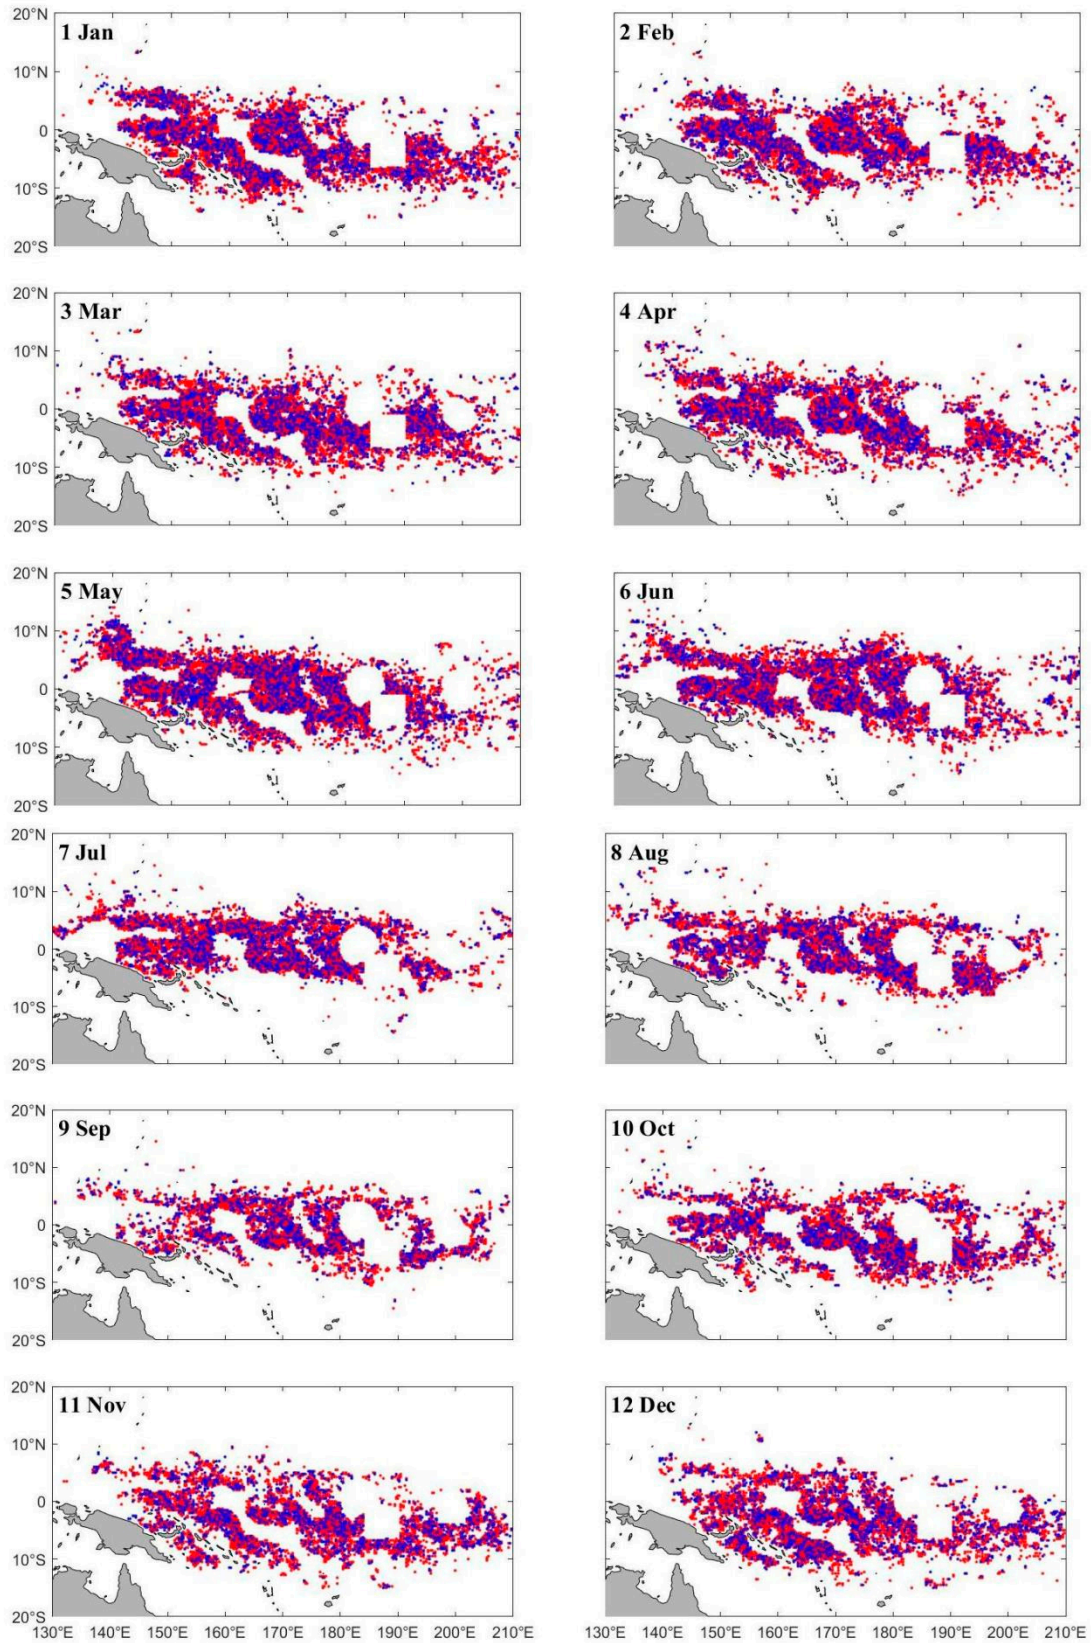 20°N
1 Jan
2 Feb
10°N
0
10°S
20°S
20°N
3 Mar
4 Apr
10°N
0
10°S
20°S
20°N
5 May
6 Jun
10°N
0
10°S
20°S
20°N
7 Jul
8 Aug
10°N
0
10°S
20°S
20°N
9 Sep
10 Oct
10°N
0
10°S
20°S
20°N
11 Nov
12 Dec
10°N
0
10°S
20°S
130°E 140°E 150°E 160°E 170°E 180°E 190°E 200°E 210°E
130°E 140°E 150°E 160°E 170°E 180°E 190°E 200°E 210°E